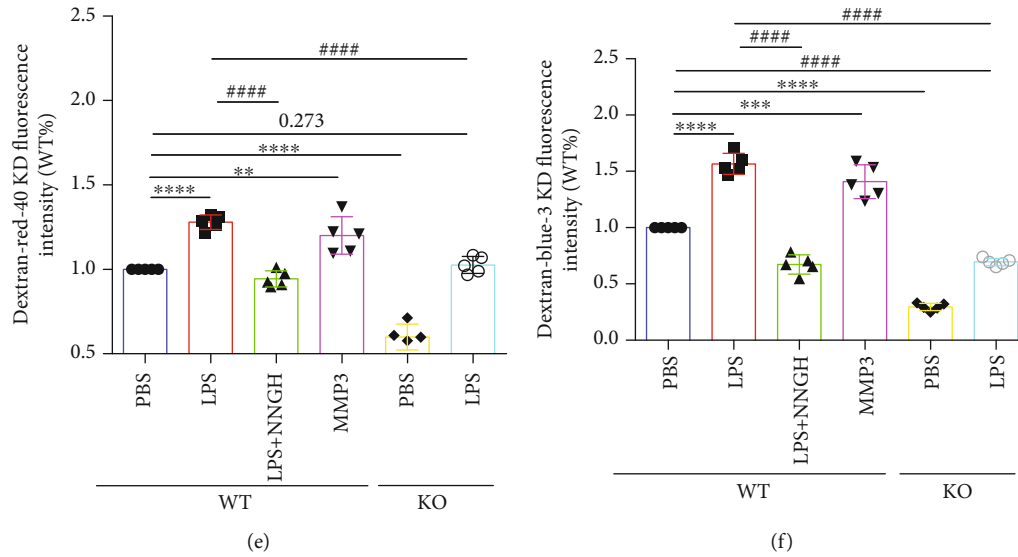 Dextran-red-40 KD fluorescence
intensity (WT%)
2.5
2.0
1.5
1.0
0.5
####
####
0.273
****
**
****
PBS
LPS
LPS+NNGH
MMP3
PBS
LPS
WT
KO
(e)
Dextran-blue-3 KD fluorescence
intensity (WT%)
2.5
2.0
1.5
1.0
0.5
0.0
####
####
####
****
***
****
PBS
LPS
LPS+NNGH
MMP3
PBS
LPS
WT
KO
(f)